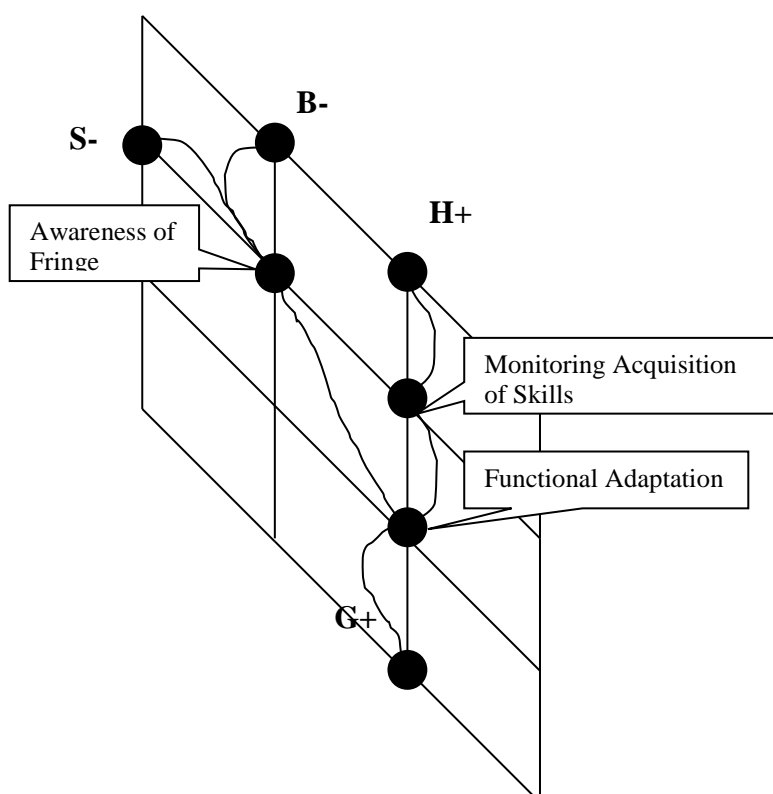 B-
S-
H+
Awareness of
Fringe
Monitoring Acquisition
of Skills
Functional Adaptation
G+